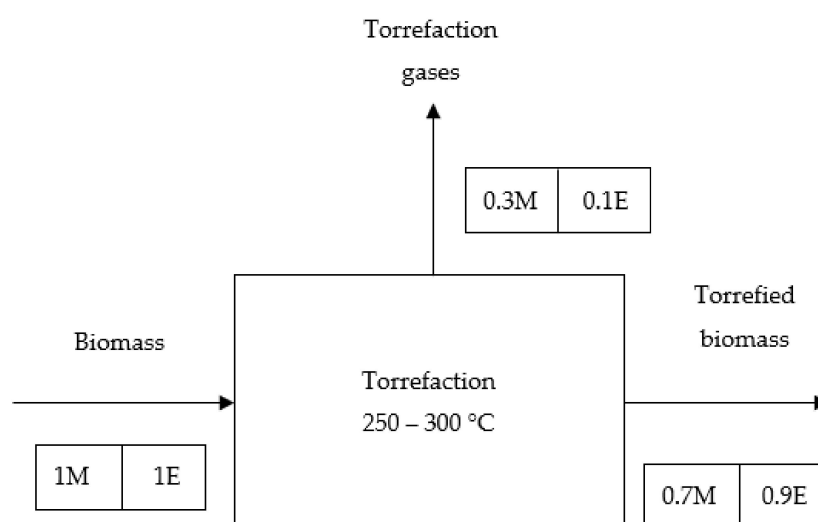 Torrefaction
gases
0.3M 0.1E
Torrefied
biomass
Biomass
Torrefaction
250 – 300 °C
1M 1E
0.7M 0.9E